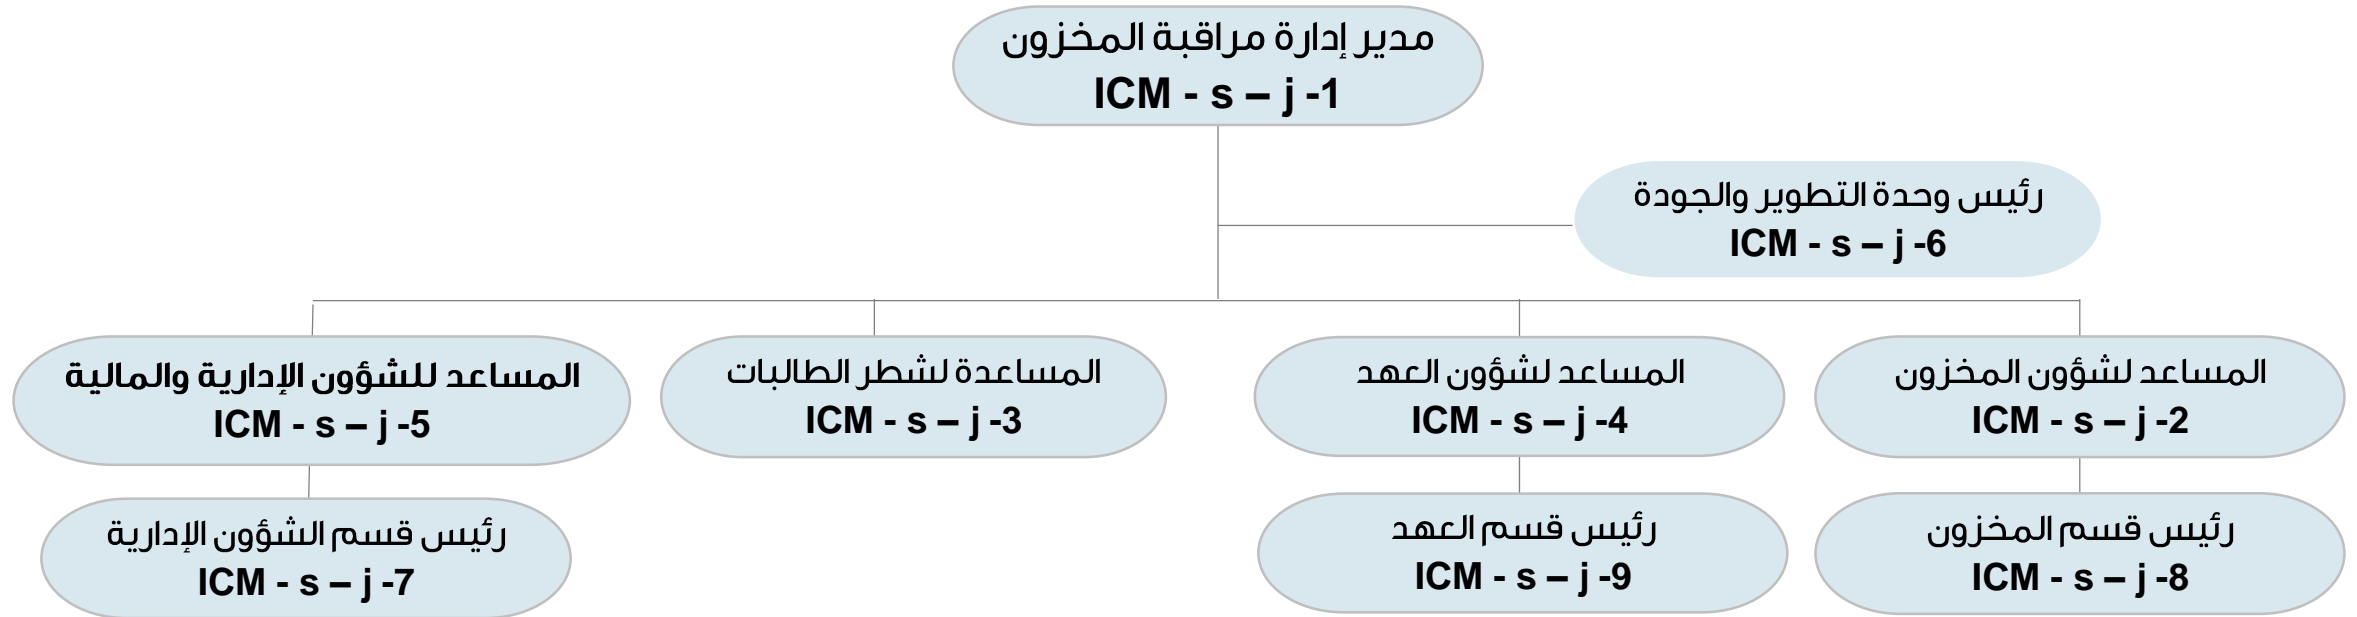 مدير إدارة مراقبة المخزون
ICM - s – j -1
رئيس وحدة التطوير والجودة
ICM - s – j -6
المساعد لشؤون المخزون
ICM - s – j -2
المساعد لشؤون العهد
ICM - s – j -4
المساعدة لشطر الطالبات
ICM - s – j -3
المساعد للشؤون الإدارية والمالية
ICM - s – j -5
رئيس قسم المخزون
ICM - s – j -8
رئيس قسم العهد
ICM - s – j -9
رئيس قسم الشؤون الإدارية
ICM - s – j -7